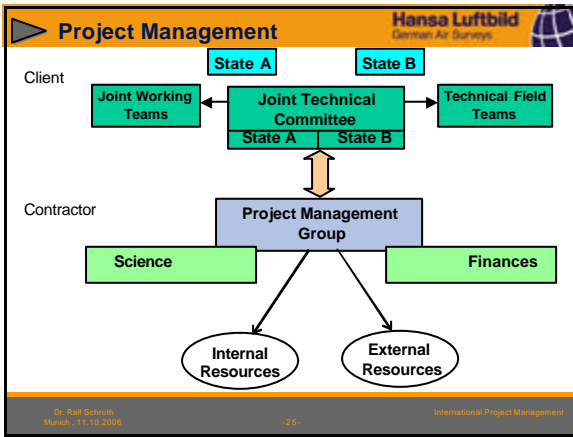 Project Management
Hansa Luftbild
German Air Surveys
State A
State B
Client
Joint Working
Teams
Joint Technical
Committee
State A
State B
Technical Field
Teams
Contractor
Project Management
Group
Science
Finances
Internal
Resources
External
Resources
Dr. Ralf Schroth
Munich , 11.10.2006
-25-
International Project Management